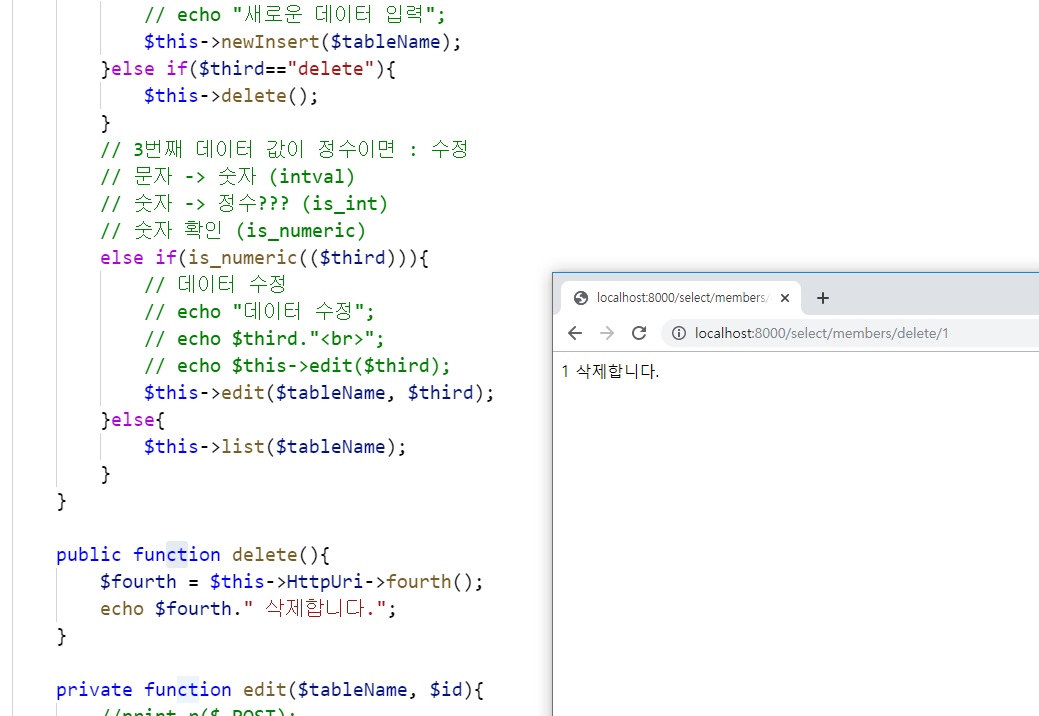 // echo "새로운 데이터 입력";
$this->newInsert($tableName);
}else if($third=="delete"){
$this->delete();
}
// 3번째 데이터 값이 정수이면 : 수정
// 문자 -> 숫자 (intval)
// 숫자 -> 정수??? (is_int)
// 숫자 확인 (is_numeric)
else if(is_numeric(($third))){
// 데이터 수정
// echo "데이터 수정";
// echo $third."<br>";
// echo $this->edit($third);
$this->edit($tableName, $third);
}else{
$this->list($tableName);
}
}
public function delete(){
$fourth = $this->HttpUri->fourth();
echo $fourth." 삭제합니다.";
}
private function edit($tableName, $id){
//print_r($_POST);
localhost:8000/select/members/
localhost:8000/select/members/delete/1
1 삭제합니다.